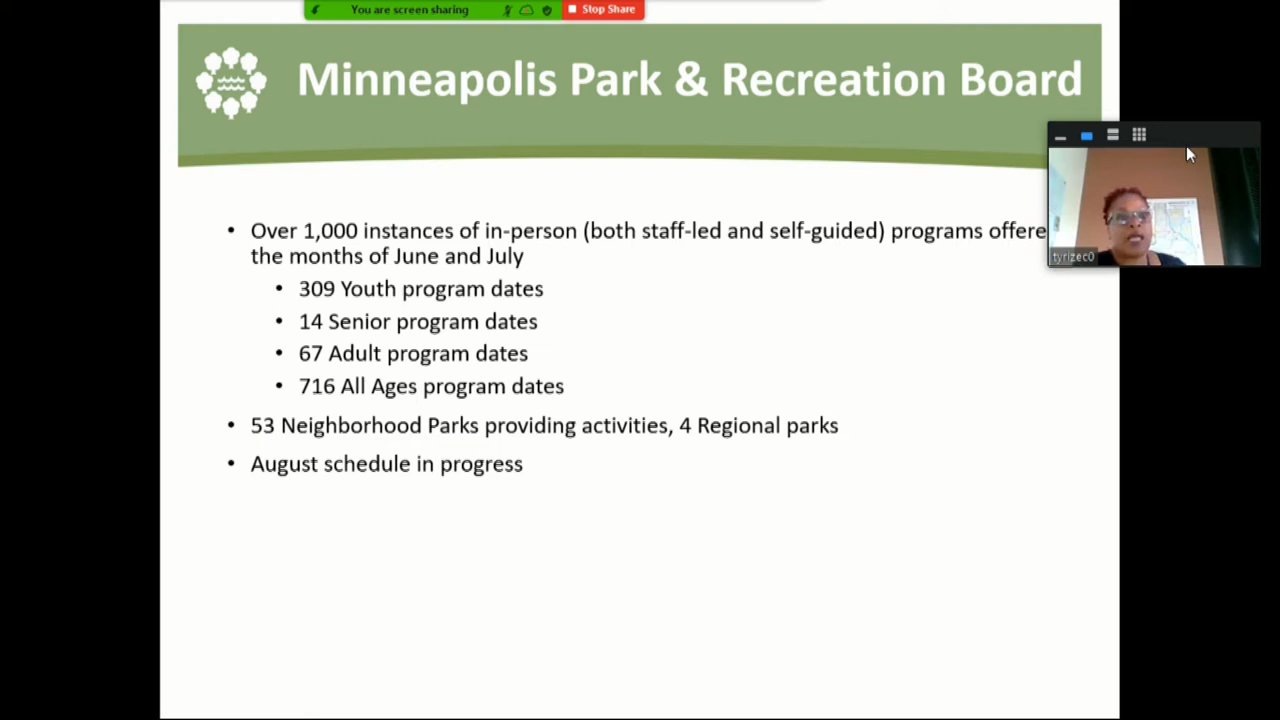 You are screen sharing
Stop Share
Minneapolis Park & Recreation Board
• Over 1,000 instances of in-person (both staff-led and self-guided) programs offere
the months of June and July
• 309 Youth program dates
• 14 Senior program dates
• 67 Adult program dates
• 716 All Ages program dates
• 53 Neighborhood Parks providing activities, 4 Regional parks
• August schedule in progress
tyrizec0